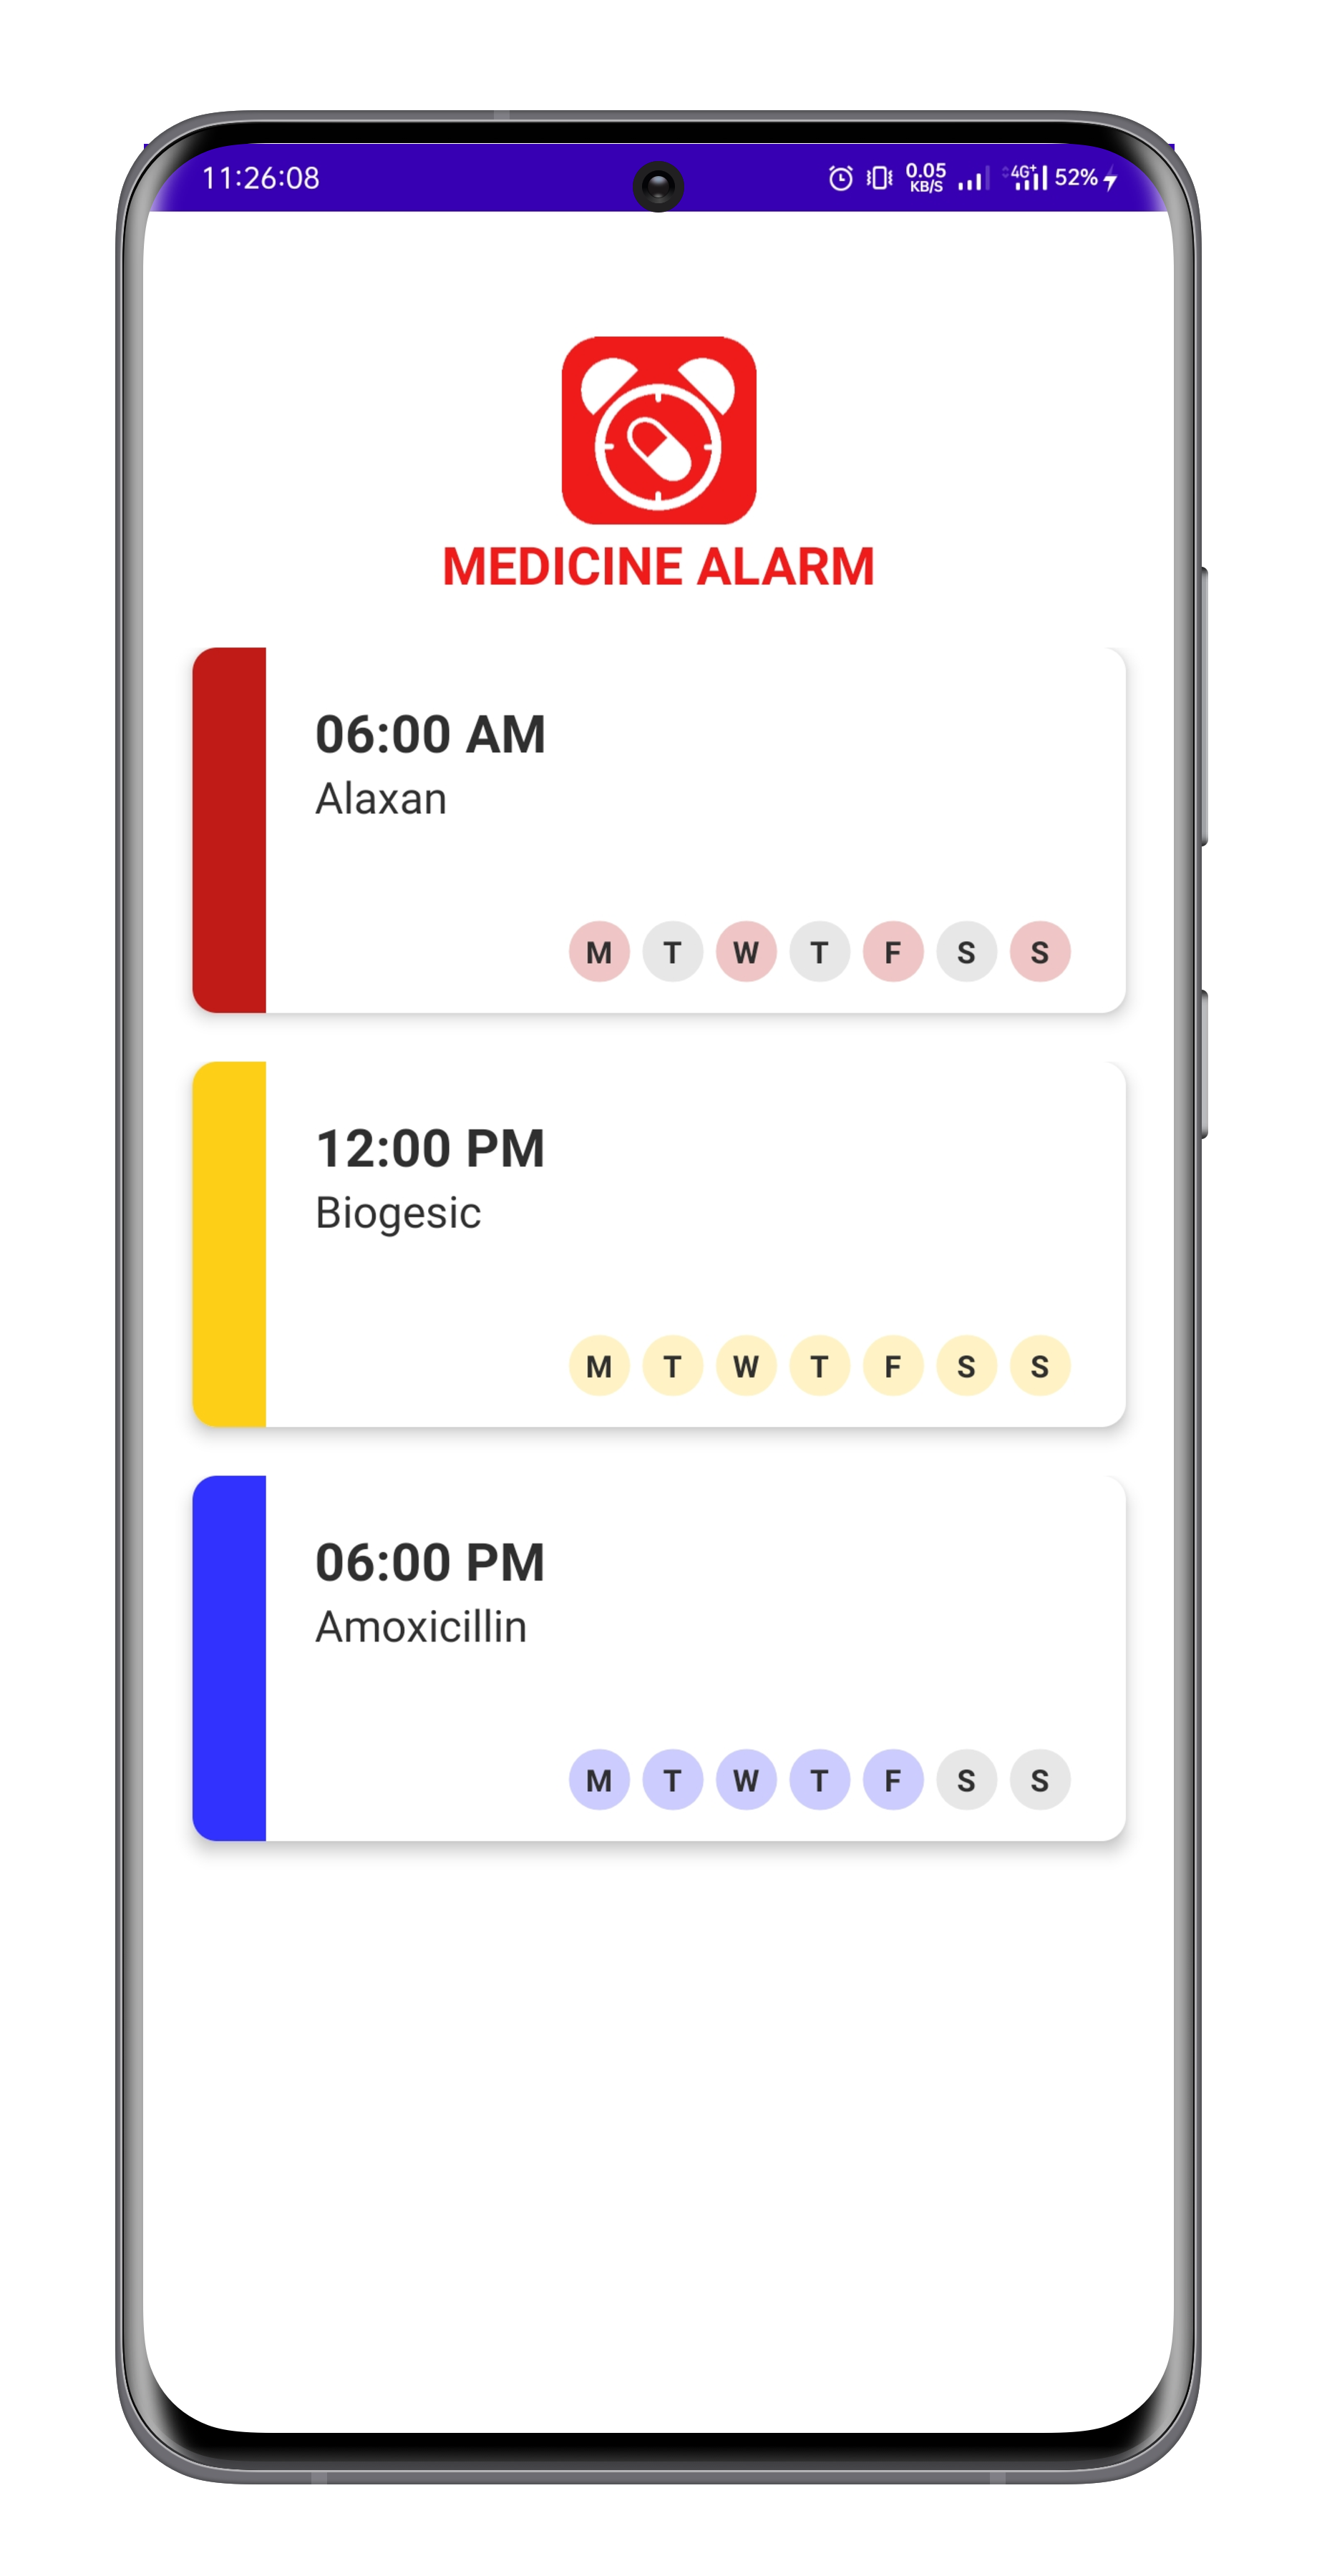 11:26:08 0.05 KB/S 4G+ 52%
MEDICINE ALARM
06:00 AM
Alaxan
M T W T F S S
12:00 PM
Biogesic
M T W T F S S
06:00 PM
Amoxicillin
M T W T F S S